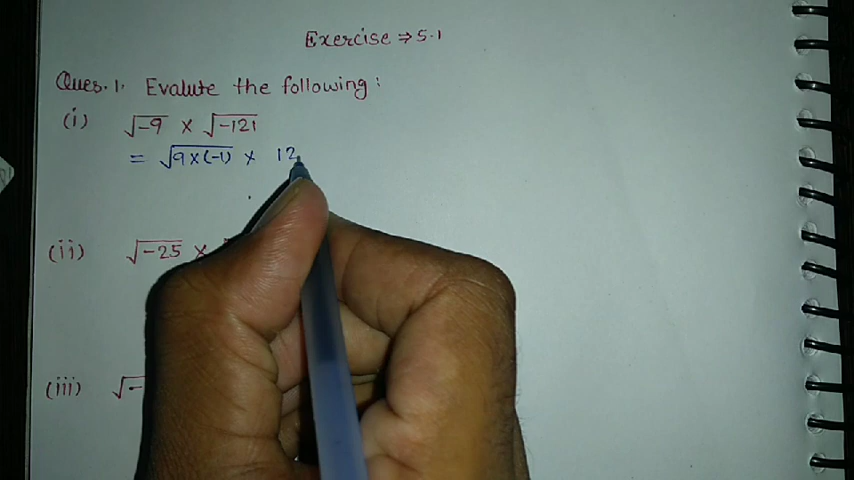 Exercise ⇒ 5.1
Ques.1. Evalute the following:
(i) √-9 × √-121
= √9×(-1) × 12
(ii) √-25 ×
(iii) √-